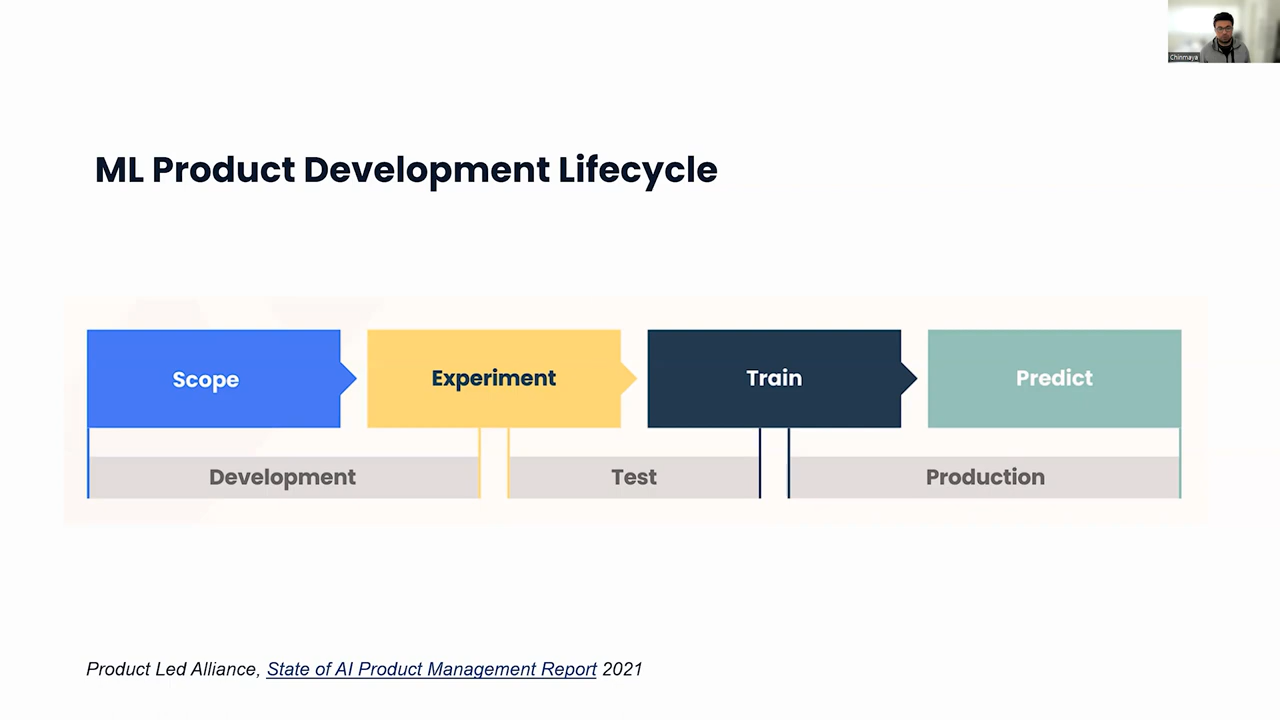 Chinmaya
ML Product Development Lifecycle
Scope
Experiment
Train
Predict
Development
Test
Production
Product Led Alliance, State of AI Product Management Report 2021